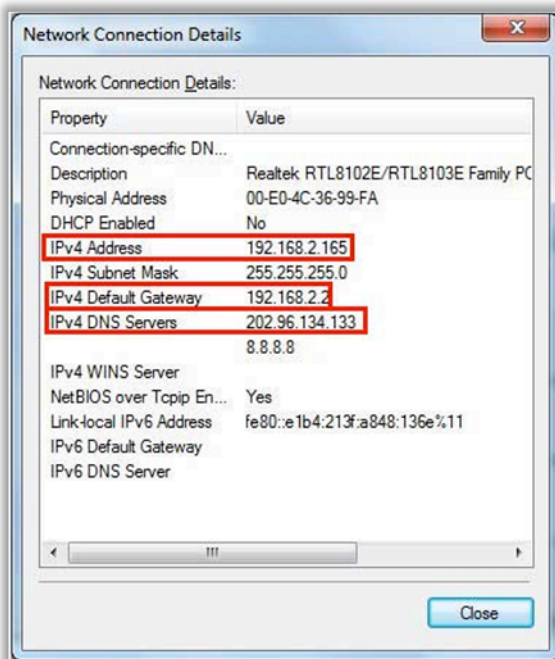 Network Connection Details
Network Connection Details:
Property Value
Connection-specific DN...
Description Realtek RTL8102E/RTL8103E Family PC
Physical Address 00-E0-4C-36-99-FA
DHCP Enabled No
IPv4 Address 192.168.2.165
IPv4 Subnet Mask 255.255.255.0
IPv4 Default Gateway 192.168.2.2
IPv4 DNS Servers 202.96.134.133
8.8.8.8
IPv4 WINS Server
NetBIOS over Tcpip En... Yes
Link-local IPv6 Address fe80::e1b4:213f:a848:136e%11
IPv6 Default Gateway
IPv6 DNS Server
Close